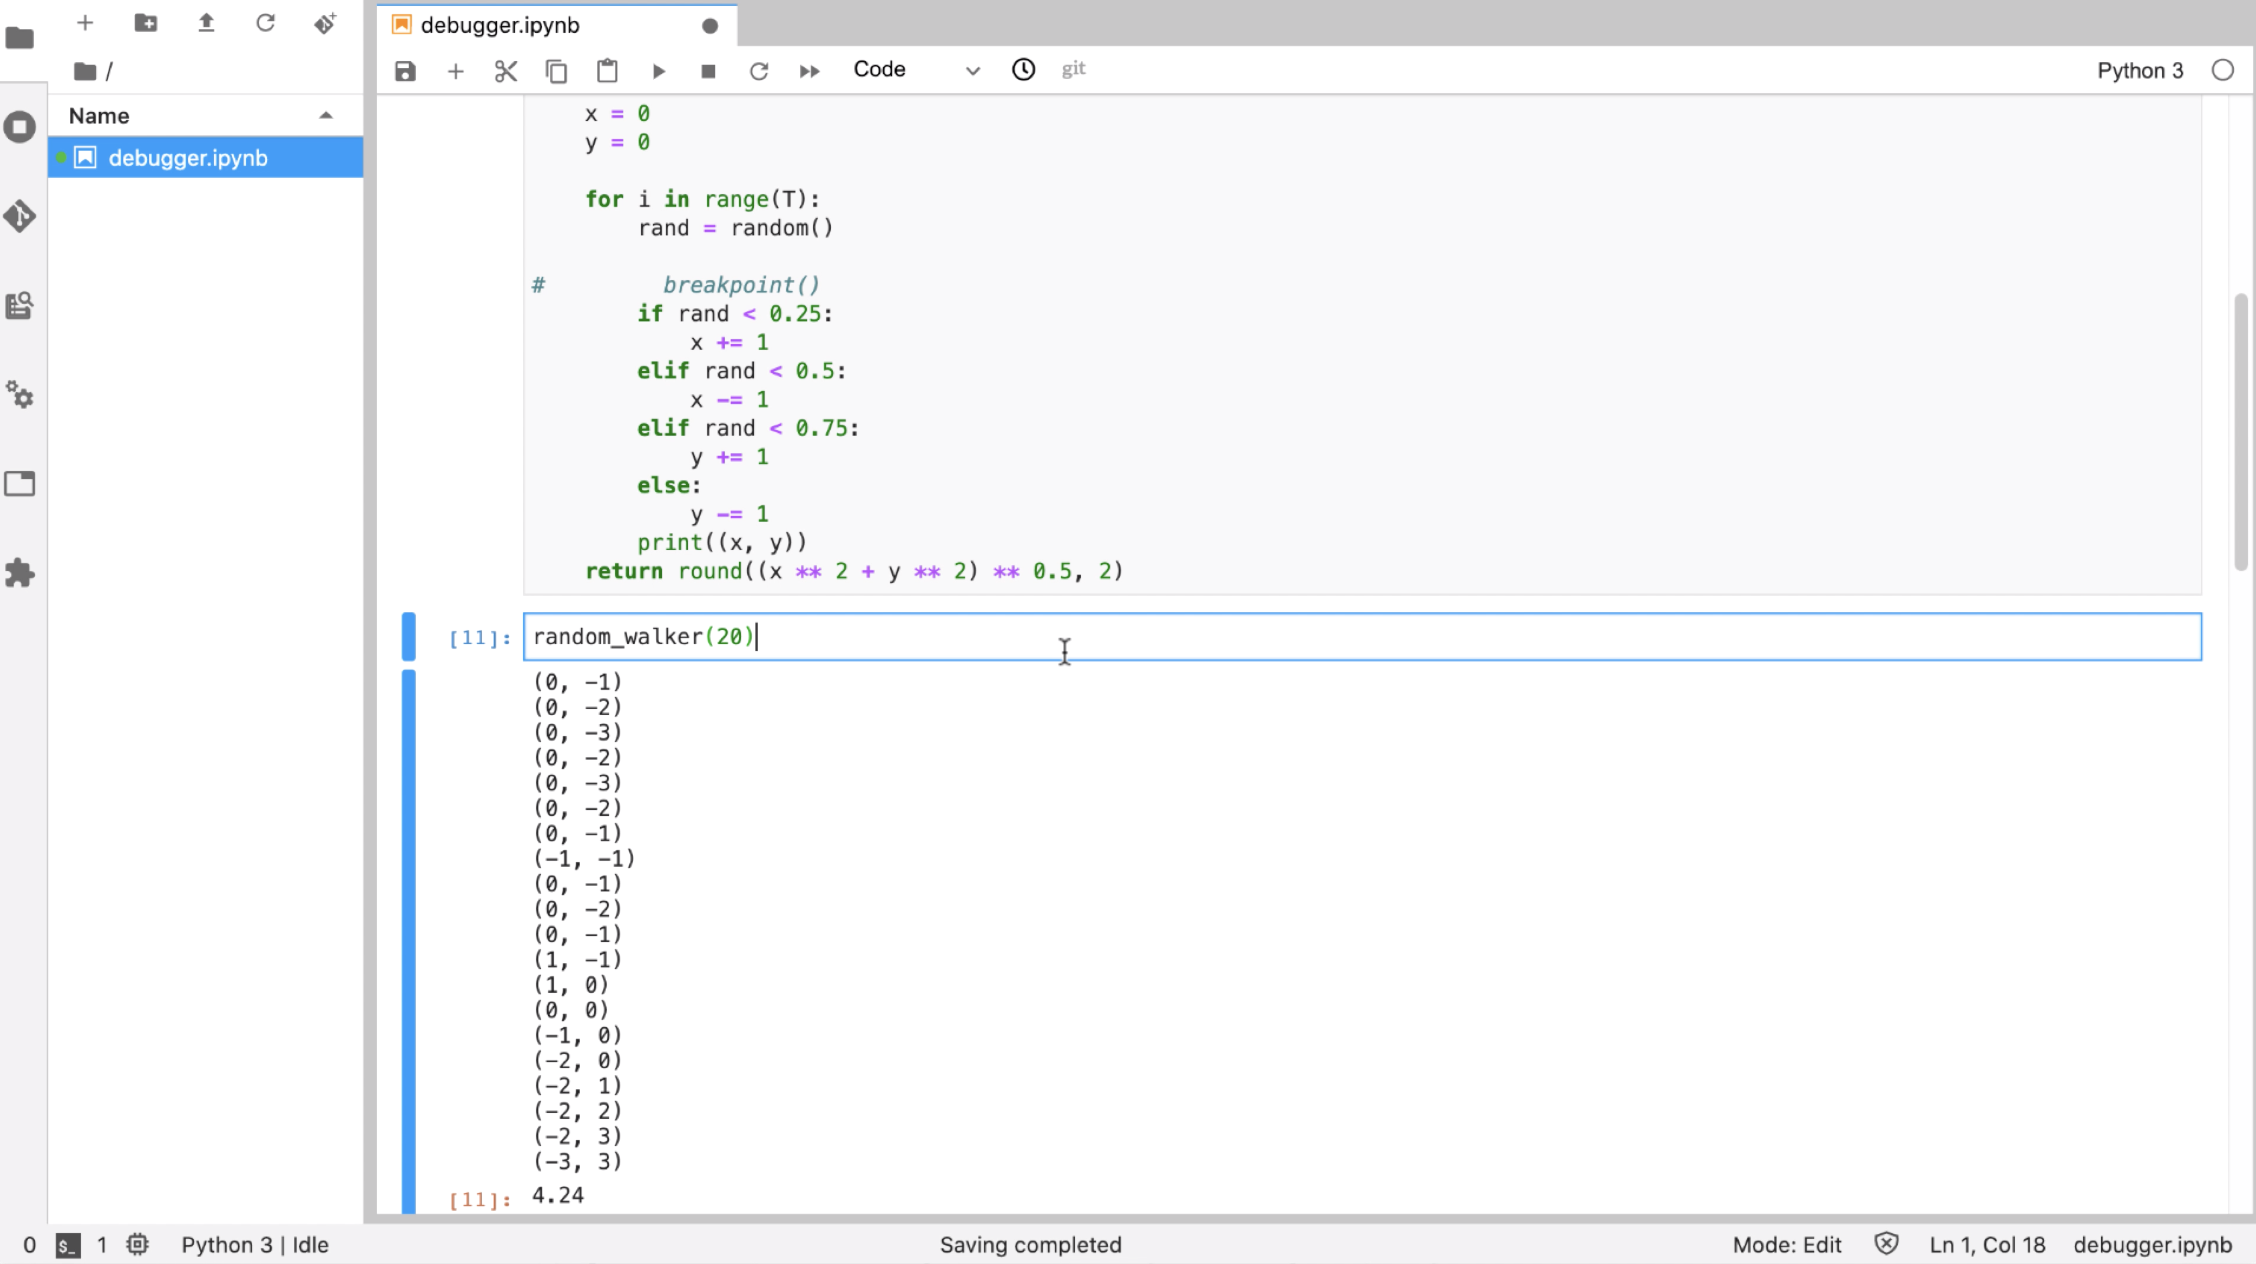 debugger.ipynb
/
Code
git
Python 3
Name
debugger.ipynb
x = 0
y = 0
for i in range(T):
rand = random()
# breakpoint()
if rand < 0.25:
x += 1
elif rand < 0.5:
x -= 1
elif rand < 0.75:
y += 1
else:
y -= 1
print((x, y))
return round((x ** 2 + y ** 2) ** 0.5, 2)
[11]: random_walker(20)
(0, -1)
(0, -2)
(0, -3)
(0, -2)
(0, -3)
(0, -2)
(0, -1)
(-1, -1)
(0, -1)
(0, -2)
(0, -1)
(1, -1)
(1, 0)
(0, 0)
(-1, 0)
(-2, 0)
(-2, 1)
(-2, 2)
(-2, 3)
(-3, 3)
[11]: 4.24
0 $_ 1 Python 3 | Idle Saving completed Mode: Edit Ln 1, Col 18 debugger.ipynb